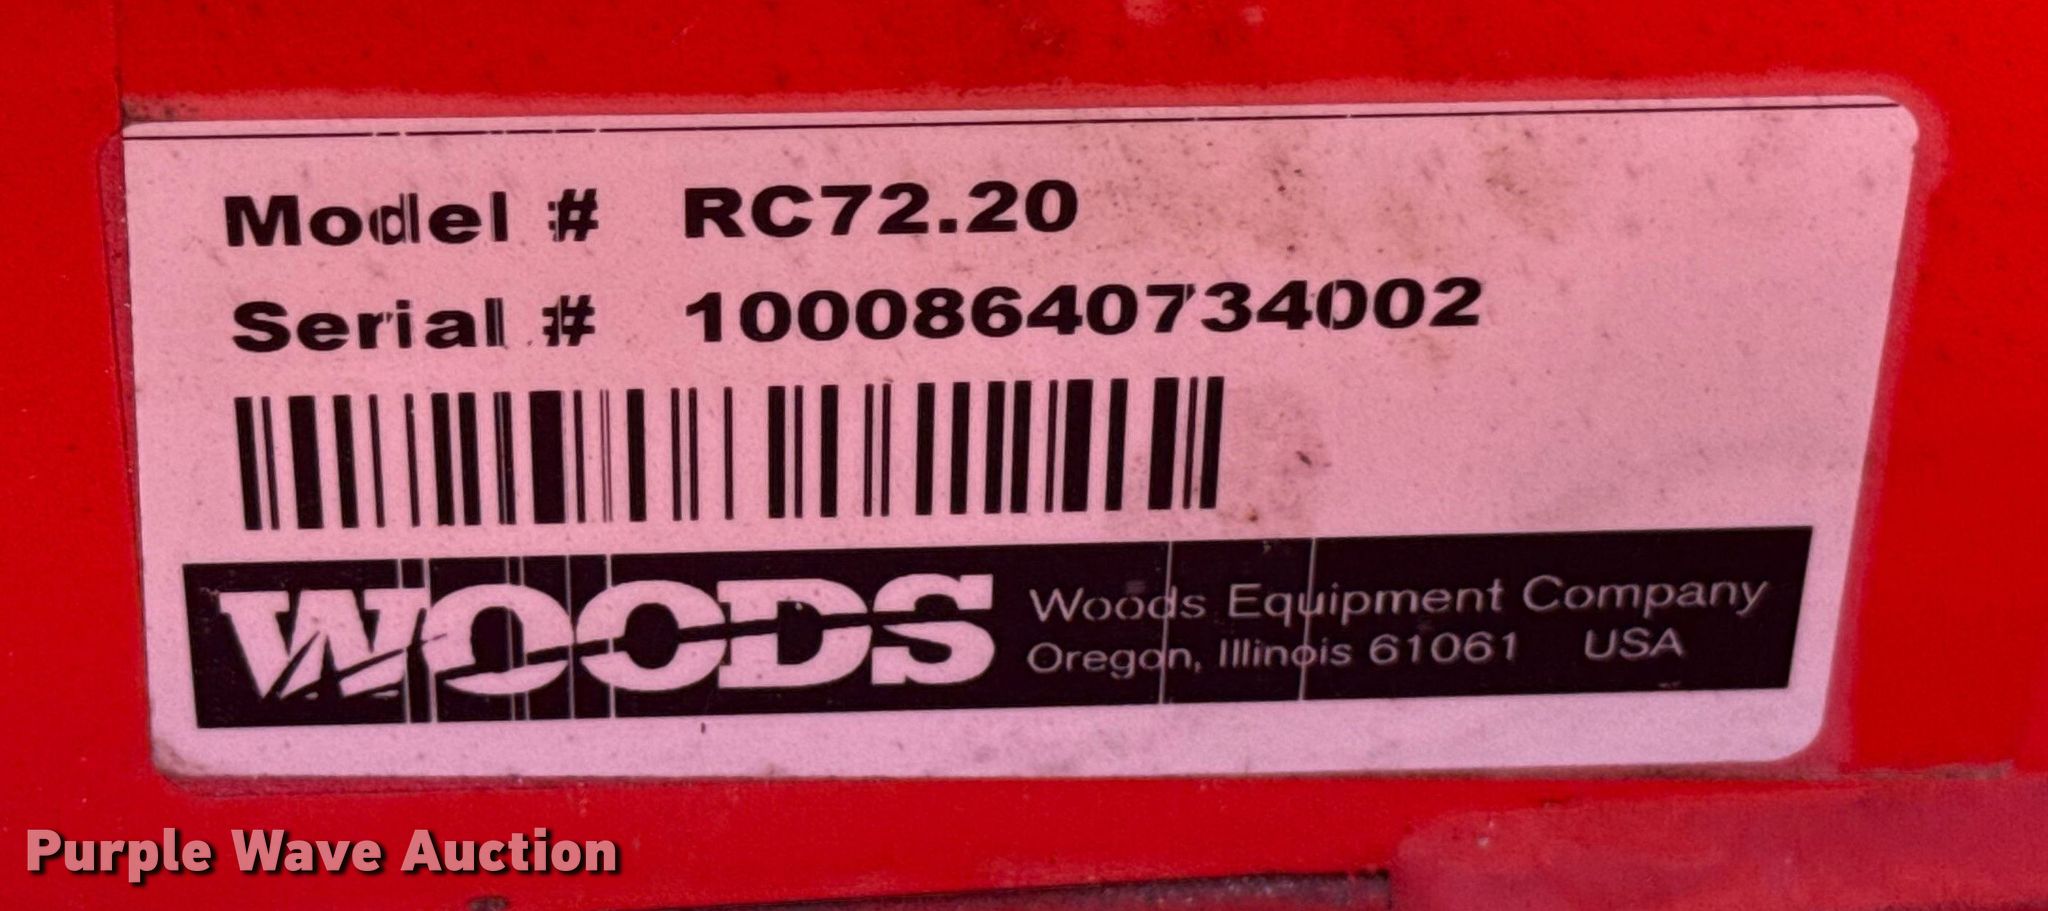 Model # RC72.20
Serial # 10008640734002
WOODS
Woods Equipment Company
Oregon, Illinois 61061 USA
Purple Wave Auction